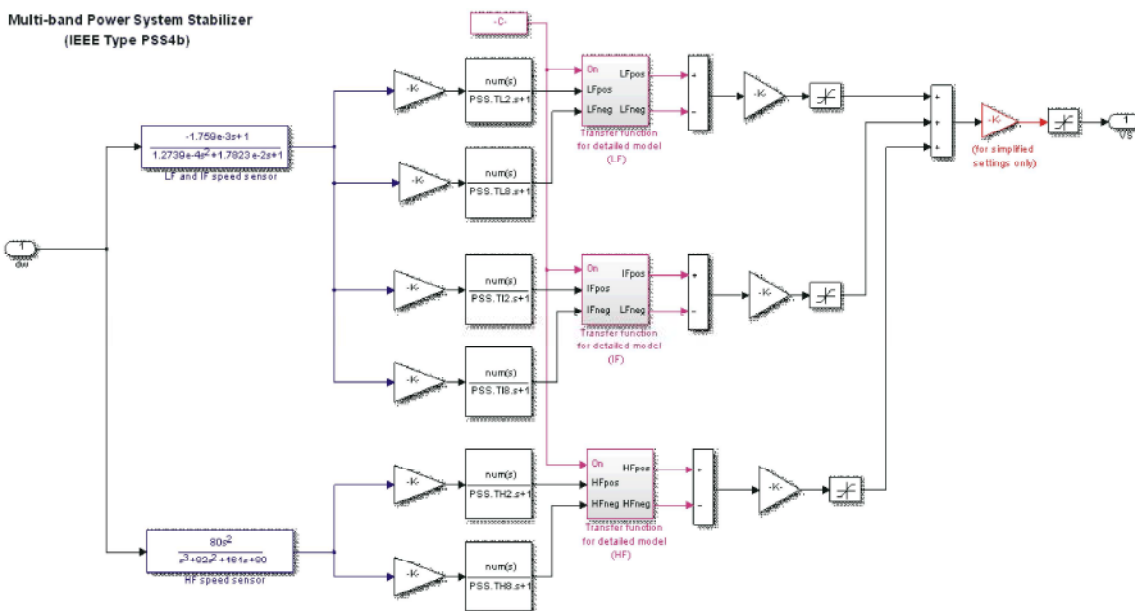 Multi-band Power System Stabilizer
(IEEE Type PSS4b)
-C-
-K-
num(s)
PSS.TL2.s+1
On
LFpos
LFneg
LFpos
LFneg
Transfer function
for detailed model
(LF)
+
-
-K-
-1.759e-3s+1
1.2739e-4s²+1.7823e-2s+1
LF and IF speed sensor
-K-
num(s)
PSS.TL8.s+1
+
+
+
-K-
(for simplified
settings only)
1
VS
1
dw
-K-
num(s)
PSS.TI2.s+1
On
IFpos
IFneg
IFpos
LFneg
Transfer function
for detailed model
(IF)
+
-
-K-
-K-
num(s)
PSS.TI8.s+1
-K-
num(s)
PSS.TH2.s+1
On
HFpos
HFneg
HFpos
HFneg
Transfer function
for detailed model
(HF)
+
-
-K-
80s²
s³+82s²+161s+80
HF speed sensor
-K-
num(s)
PSS.TH8.s+1